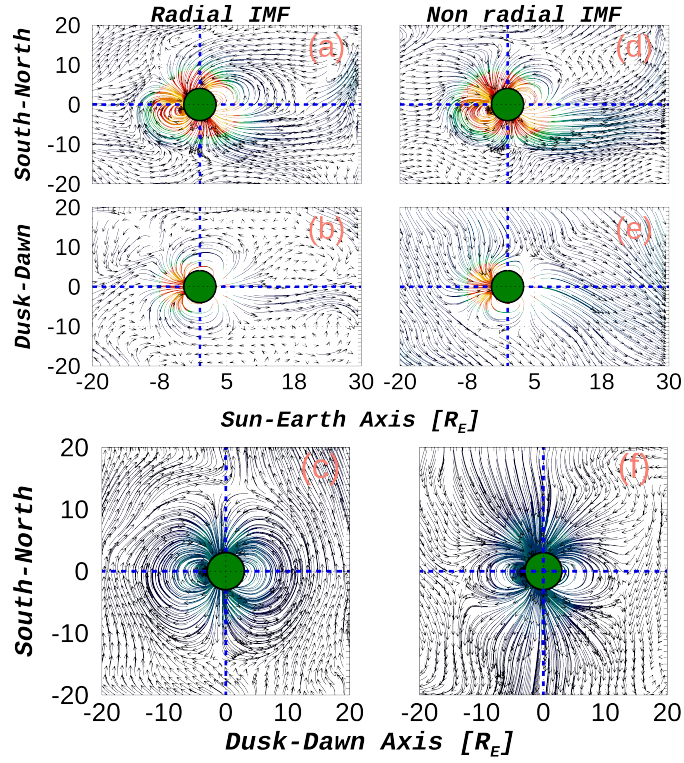 Radial IMF
Non radial IMF
South-North
20
10
0
-10
-20
(a)
(d)
Dusk-Dawn
20
10
0
-10
-20
(b)
(e)
-20 -8 5 18 30
-20 -8 5 18 30
Sun-Earth Axis [RE]
South-North
20
10
0
-10
-20
(c)
(f)
-20 -10 0 10 20
-20 -10 0 10 20
Dusk-Dawn Axis [RE]